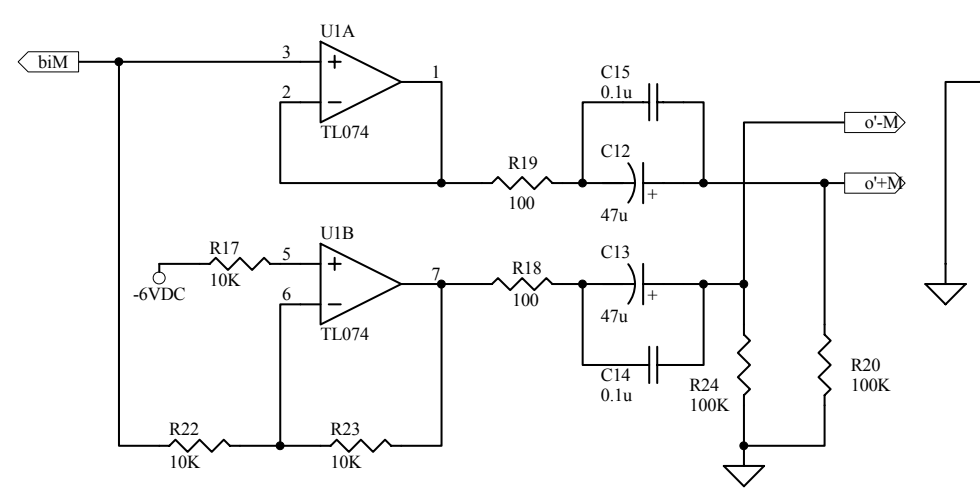 U1A
biM
3
+
1
2
−
TL074
C15
0.1u
o'-M
C12
R19
100
+
47u
o'+M
U1B
R17
10K
5
+
-6VDC
6
−
7
TL074
R18
100
C13
+
47u
C14
0.1u
R24
100K
R20
100K
R22
10K
R23
10K